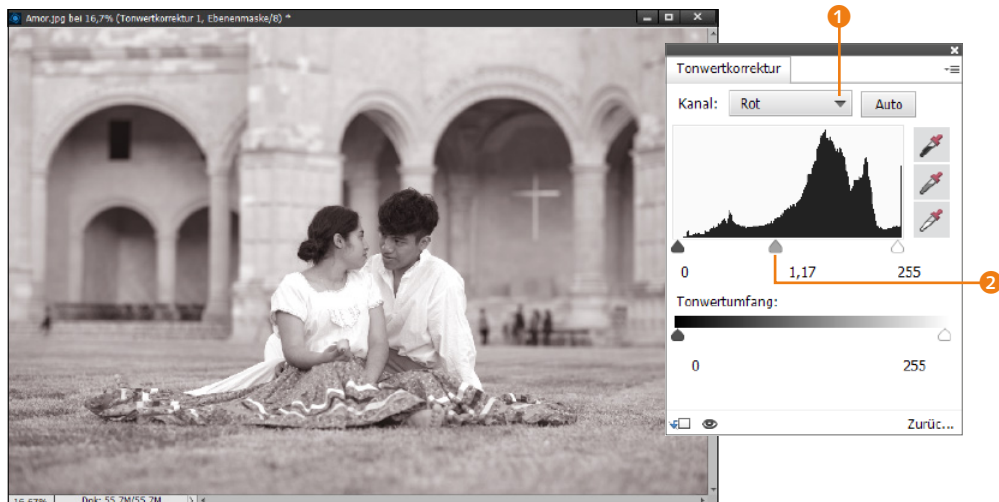 Amor.jpg bei 16,7% (Tonwertkorrektur 1, Ebenenmaske/8) *
1
Tonwertkorrektur
Kanal: Rot Auto
0 1,17 255
2
Tonwertumfang:
0 255
Zurüc...
16,67% Dok: 55,7M/55,7M